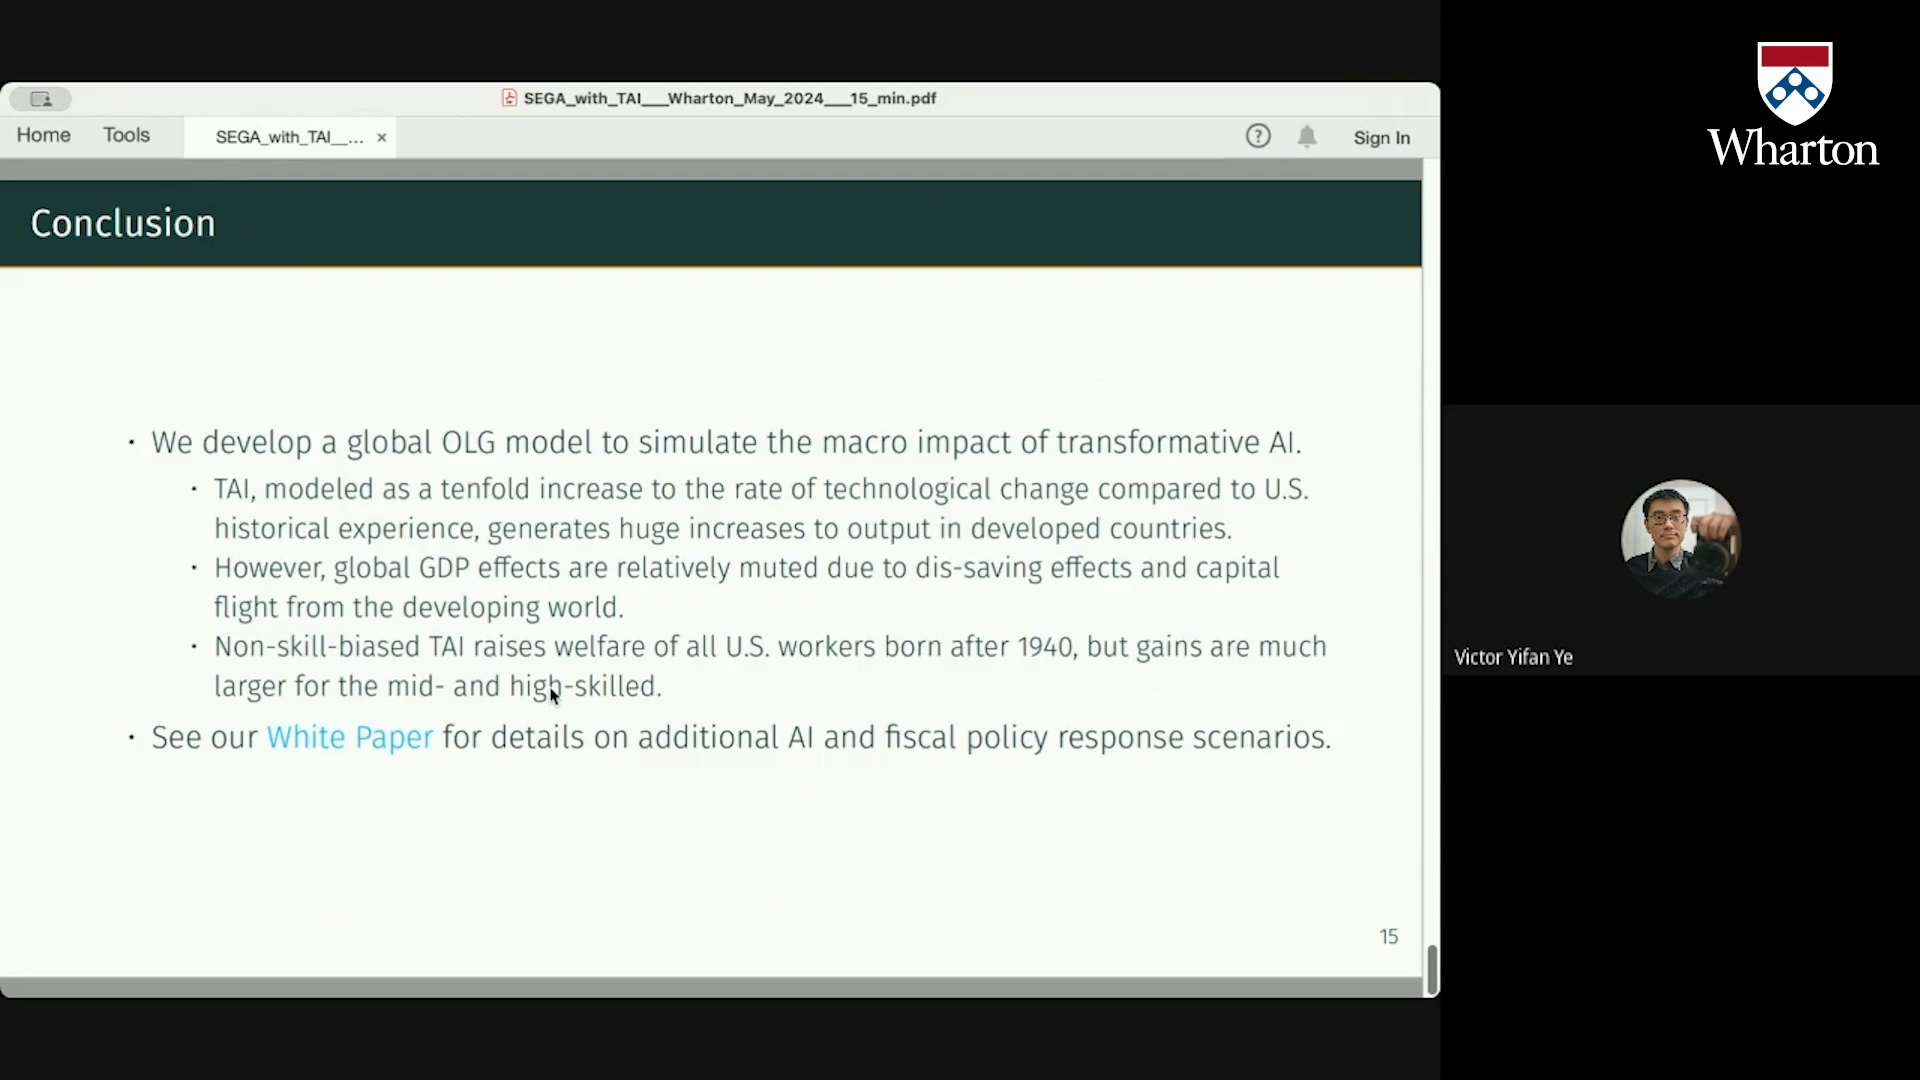 SEGA_with_TAI___Wharton_May_2024___15_min.pdf
Home
Tools
SEGA_with_TAI__...
×
?
Sign In
Wharton
Conclusion
· We develop a global OLG model to simulate the macro impact of transformative AI.
· TAI, modeled as a tenfold increase to the rate of technological change compared to U.S.
historical experience, generates huge increases to output in developed countries.
· However, global GDP effects are relatively muted due to dis-saving effects and capital
flight from the developing world.
· Non-skill-biased TAI raises welfare of all U.S. workers born after 1940, but gains are much
larger for the mid- and high-skilled.
· See our White Paper for details on additional AI and fiscal policy response scenarios.
15
Victor Yifan Ye